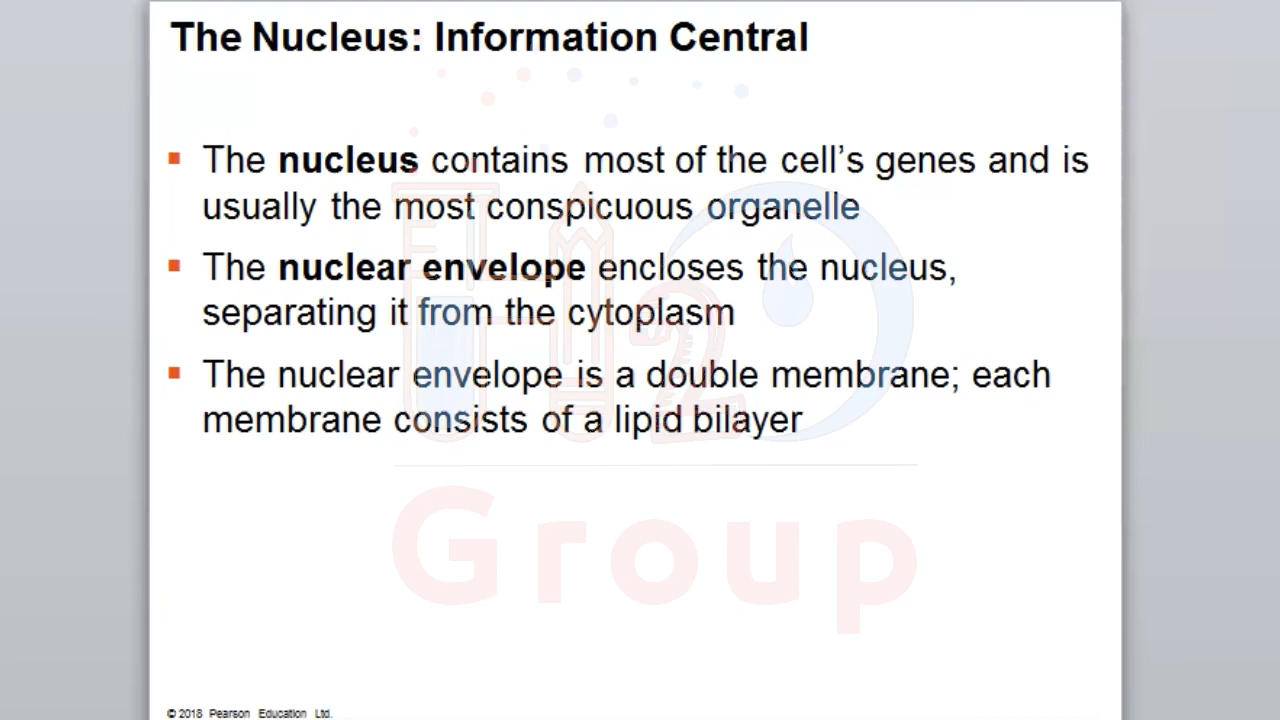 The Nucleus: Information Central
The nucleus contains most of the cell’s genes and is
usually the most conspicuous organelle
The nuclear envelope encloses the nucleus,
separating it from the cytoplasm
The nuclear envelope is a double membrane; each
membrane consists of a lipid bilayer
H2O
Group
© 2018 Pearson Education Ltd.